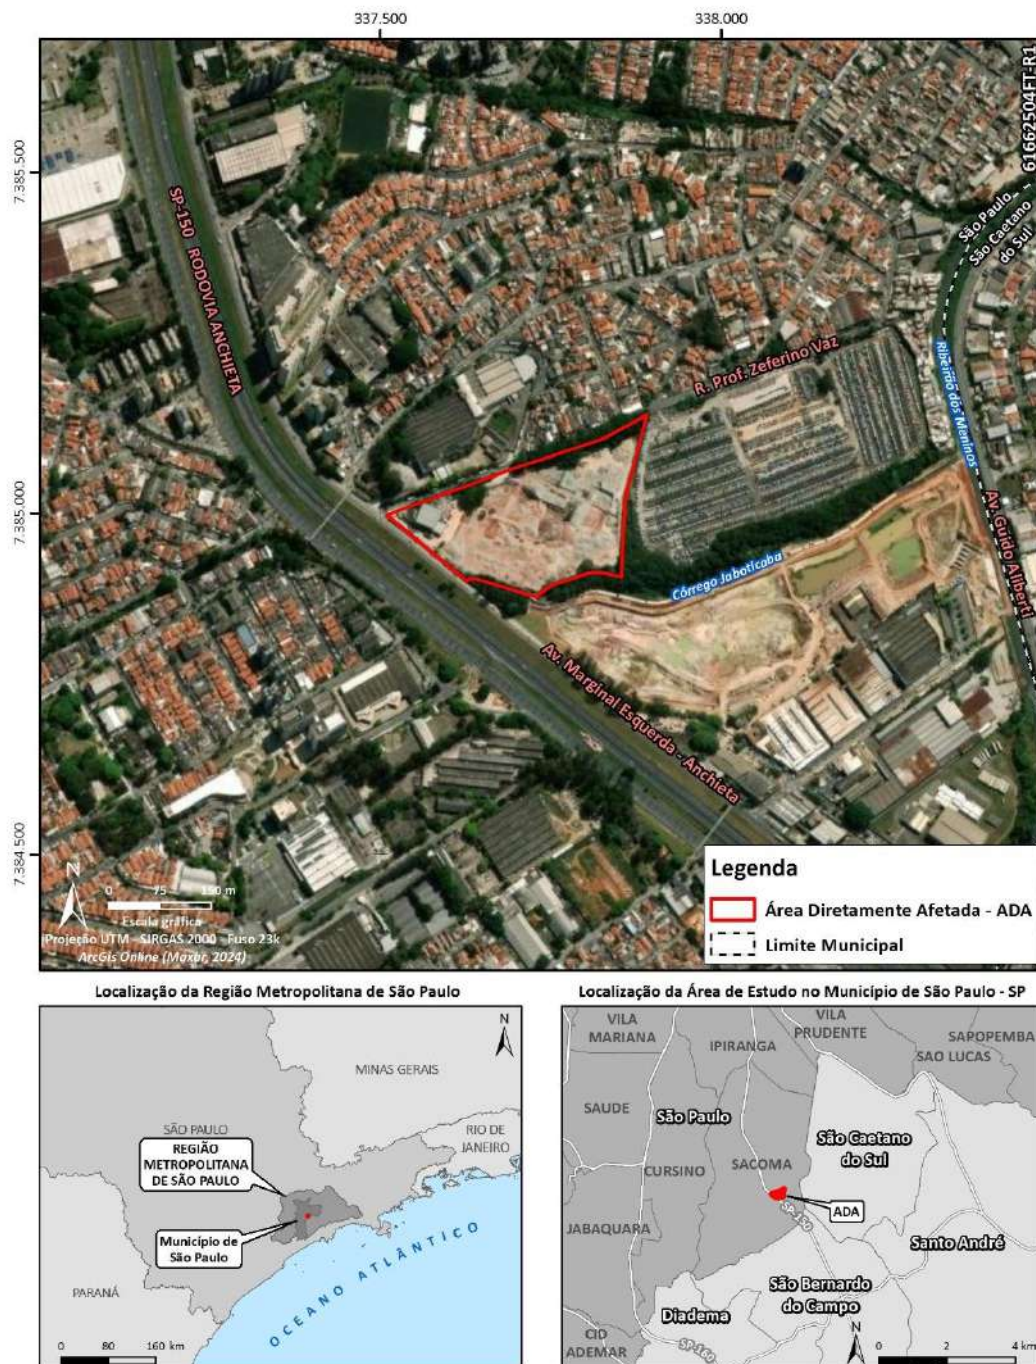 337.500
338.000
61662504FT-R1
7.385.500
SP-150 RODOVIA ANCHIETA
São Paulo
São Caetano
do Sul
R. Prof. Zeferino Vaz
Ribeirão dos Meninos
7.385.000
Av. Guido Aliberti
Córrego Jaboticaba
Av. Marginal Esquerda - Anchieta
7.384.500
N
0 75 150 m
Escala gráfica
Projeção UTM - SIRGAS 2000 - Fuso 23k
ArcGis Online (Maxar, 2024)
Legenda
Área Diretamente Afetada - ADA
Limite Municipal
Localização da Região Metropolitana de São Paulo
N
MINAS GERAIS
SÃO PAULO
RIO DE
JANEIRO
REGIÃO
METROPOLITANA
DE SÃO PAULO
Município de
São Paulo
PARANÁ
OCEANO ATLÂNTICO
0 80 160 km
Localização da Área de Estudo no Município de São Paulo - SP
VILA
MARIANA
VILA
PRUDENTE
IPIRANGA
SAPOPEMBA
SAO LUCAS
SAUDE
São Paulo
São Caetano
do Sul
CURSINO
SACOMA
ADA
SP-150
JABAQUARA
Santo André
São Bernardo
do Campo
Diadema
CID
ADEMAR
SP-160
N
0 2 4 km